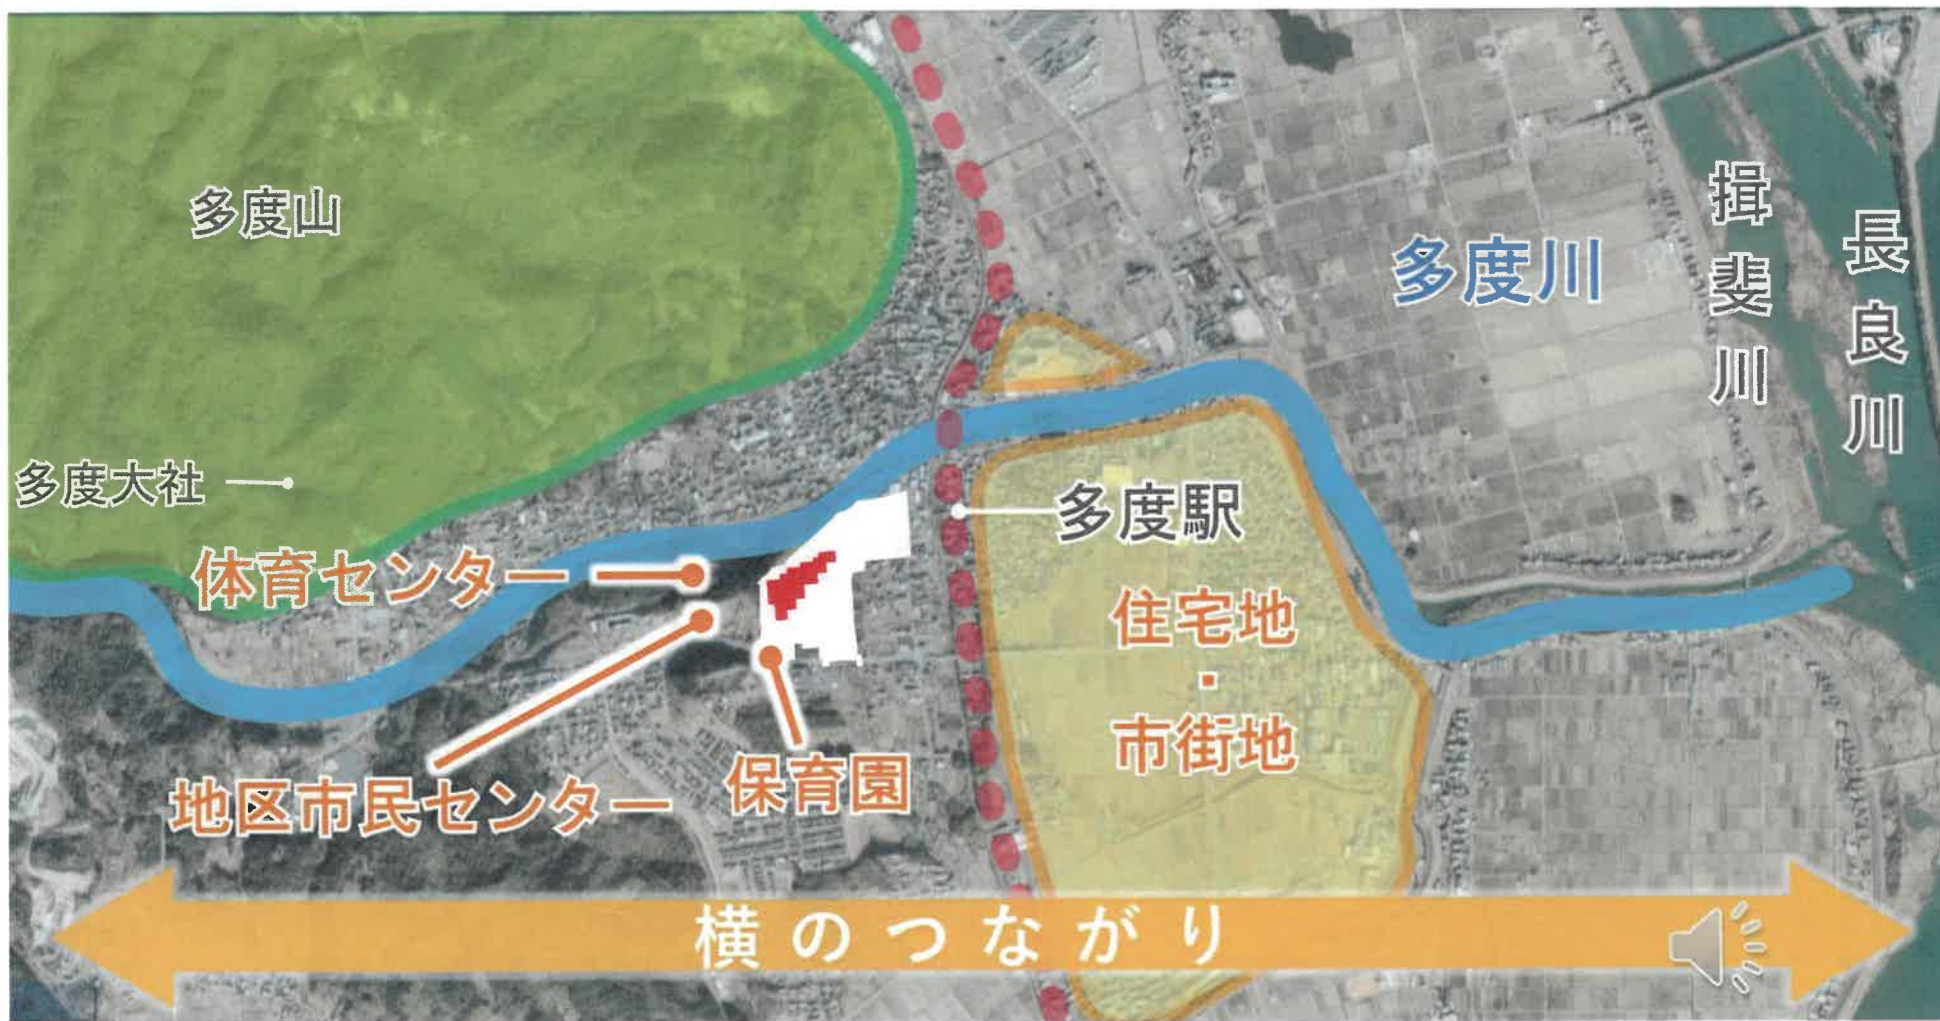 多度山
多度川
揖斐川
長良川
多度大社
多度駅
体育センター
住宅地
・
市街地
地区市民センター
保育園
横のつながり